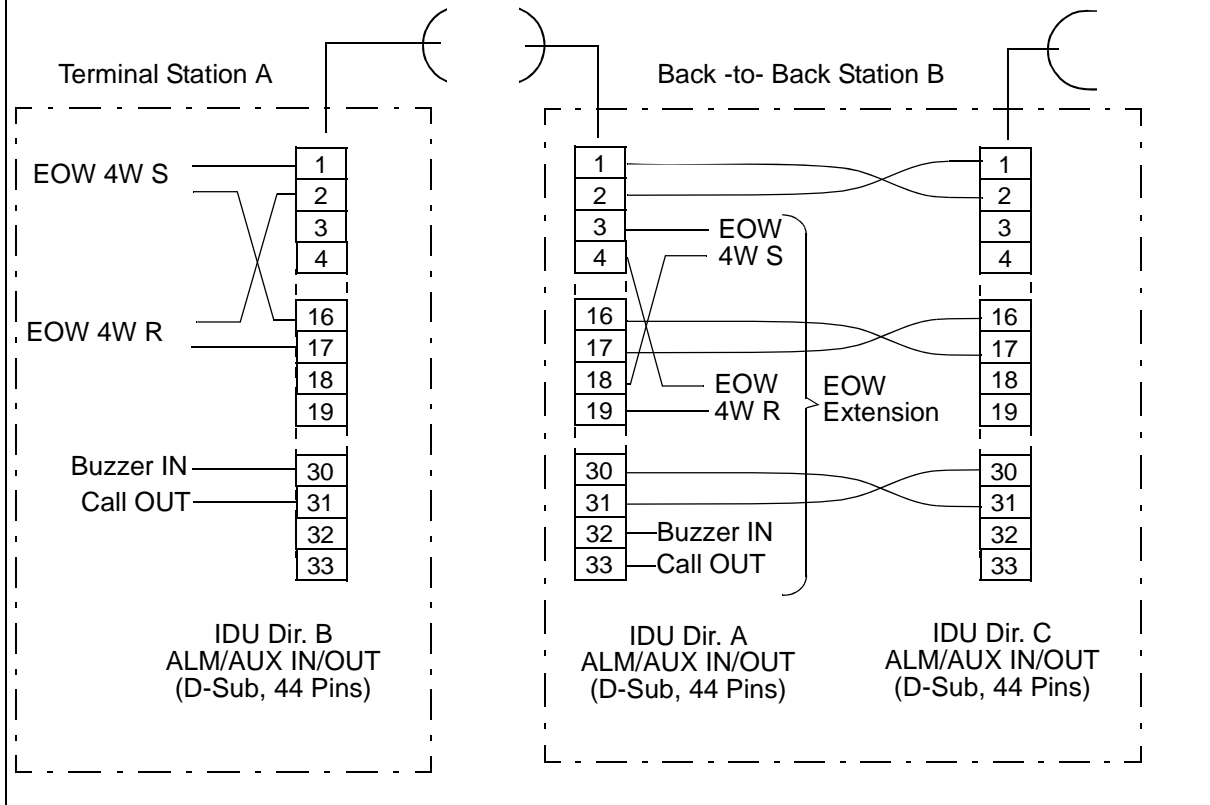 Terminal Station A
Back -to- Back Station B
EOW 4W S
EOW 4W R
Buzzer IN
Call OUT
1
2
3
4
16
17
18
19
30
31
32
33
IDU Dir. B
ALM/AUX IN/OUT
(D-Sub, 44 Pins)
1
2
3
4
16
17
18
19
30
31
32
33
EOW
4W S
EOW
4W R
Buzzer IN
Call OUT
EOW
Extension
IDU Dir. A
ALM/AUX IN/OUT
(D-Sub, 44 Pins)
1
2
3
4
16
17
18
19
30
31
32
33
IDU Dir. C
ALM/AUX IN/OUT
(D-Sub, 44 Pins)